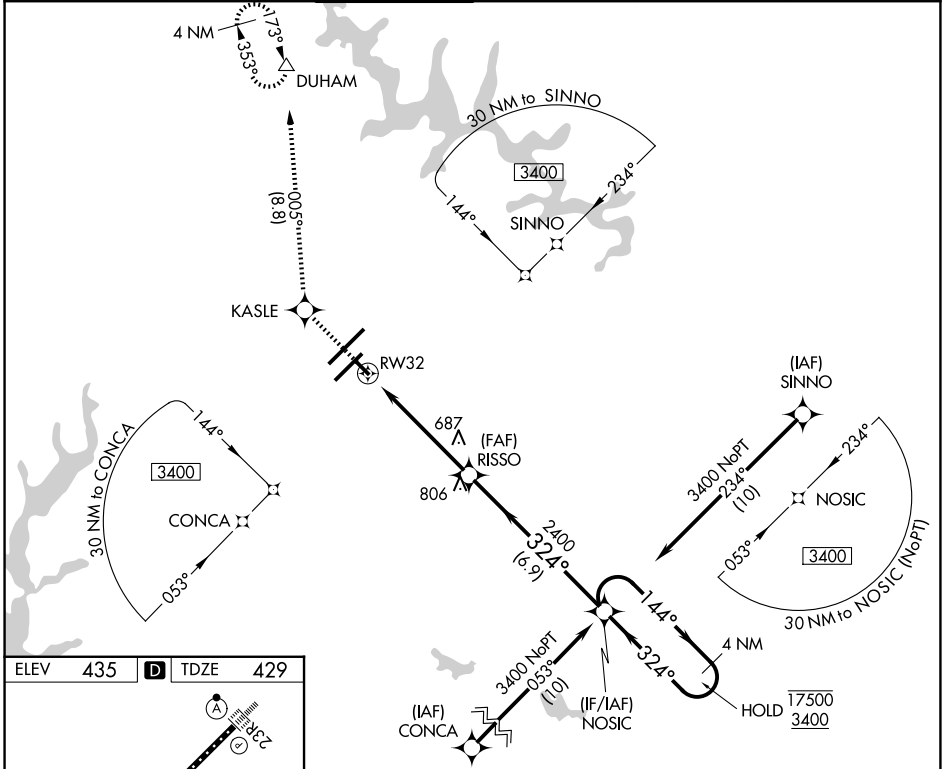 4 NM
173°
353°
DUHAM
30 NM to SINNO
3400
234°
144°
SINNO
005°
(8.8)
KASLE
RW32
(IAF)
SINNO
687
(FAF)
RISSO
806
144°
30 NM to CONCA
3400
CONCA
053°
3400 NoPT
234°
(10)
234°
NOSIC
053°
3400
30 NM to NOSIC (NoPT)
2400
324°
(6.9)
144°
324°
4 NM
HOLD
17500
3400
3400 NoPT
053°
(10)
(IF/IAF)
NOSIC
(IAF)
CONCA
ELEV 435 D TDZE 429
A
P
23R